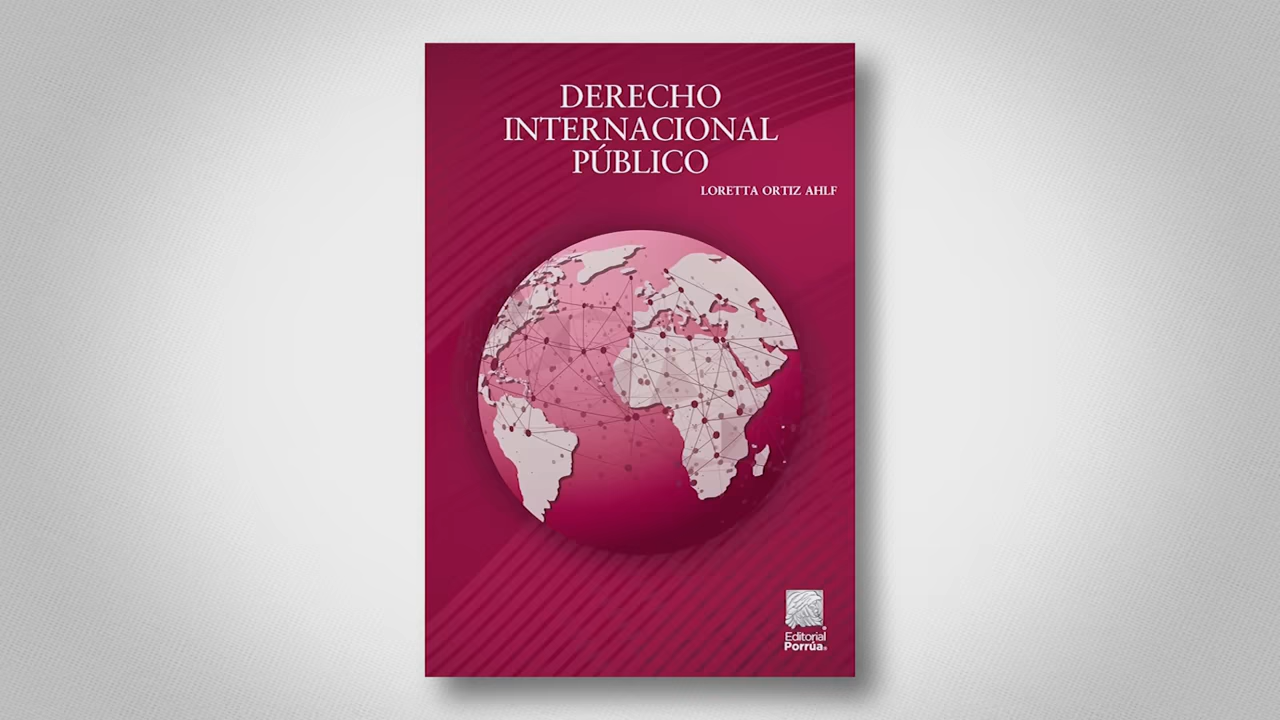 DERECHO
INTERNACIONAL
PÚBLICO
LORETTA ORTIZ AHLF
Editorial
Porrúa®